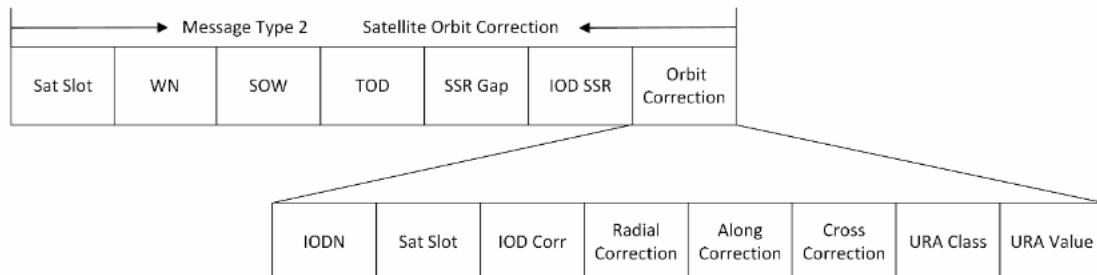 Message Type 2 Satellite Orbit Correction
Sat Slot WN SOW TOD SSR Gap IOD SSR Orbit
Correction
IODN Sat Slot IOD Corr Radial
Correction Along
Correction Cross
Correction URA Class URA Value